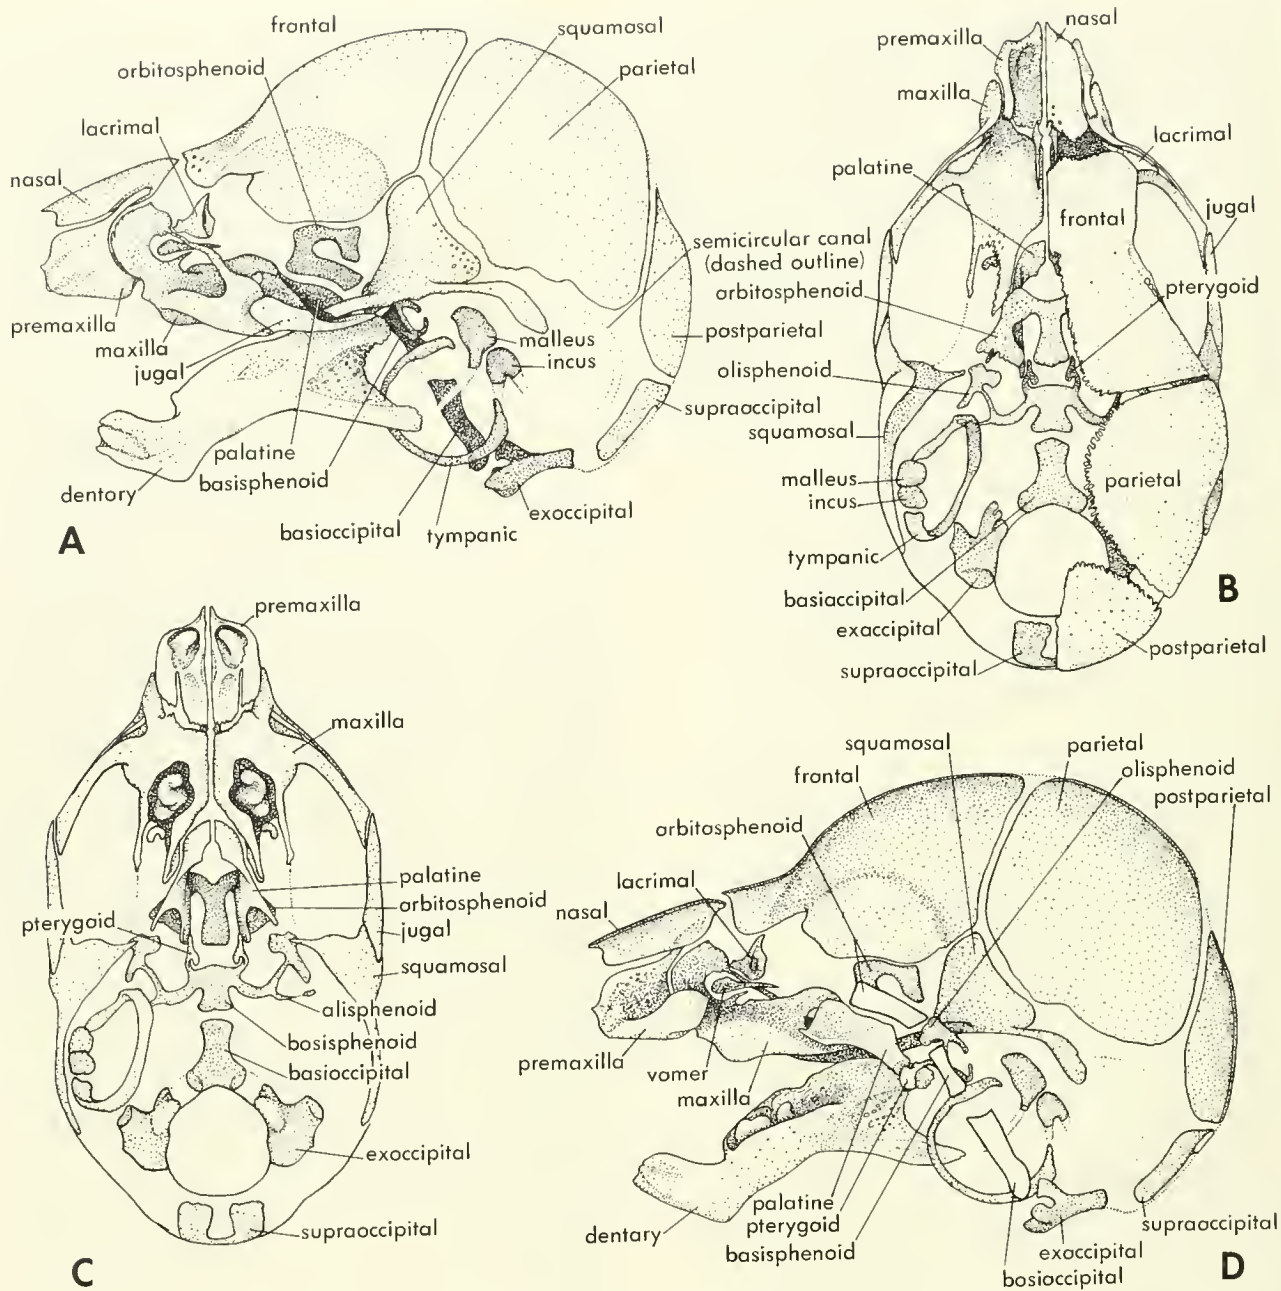 frontal
squamosal
orbitosphenoid
parietal
lacrimal
nasal
semicircular canal
(dashed outline)
premaxilla
maxilla
jugal
malleus
incus
postparietal
supraoccipital
palatine
basisphenoid
dentory
exoccipital
basioccipital
tympanic
A
nasal
premaxilla
maxilla
lacrimal
palatine
frontal
jugal
orbitosphenoid
pterygoid
olisphenoid
squamosal
malleus
incus
parietal
tympanic
basiaccipital
exaccipital
supraoccipital
postparietal
B
premaxilla
maxilla
palatine
orbitosphenoid
pterygoid
jugal
squamosal
alisphenoid
bosisphenoid
basioccipital
exoccipital
supraoccipital
C
squamosal
parietal
frontal
olisphenoid
postparietal
orbitosphenoid
lacrimal
nasal
premaxilla
vomer
maxilla
palatine
pterygoid
dentary
basisphenoid
supraoccipital
exaccipital
bosioccipital
D